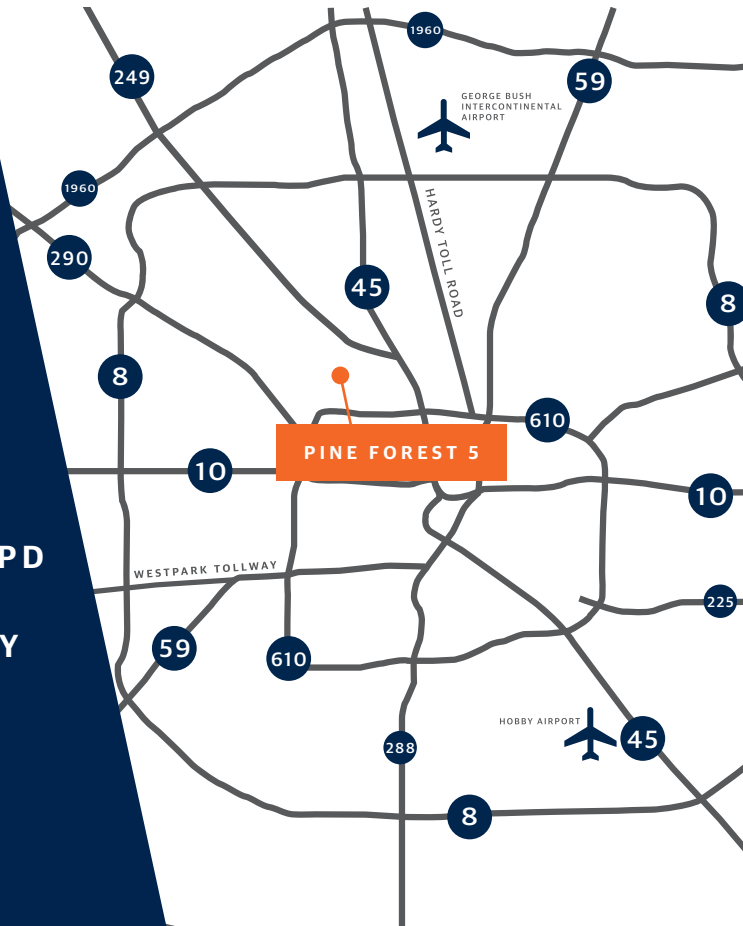 1960
249
59
GEORGE BUSH
INTERCONTINENTAL
AIRPORT
1960
HARDY TOLL ROAD
290
45
8
8
610
PINE FOREST 5
10
10
PD
WESTPARK TOLLWAY
225
Y
59
610
HOBBY AIRPORT
45
288
8